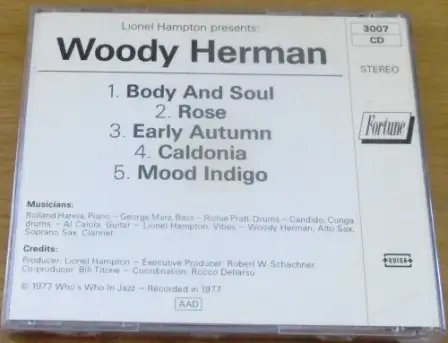 Lionel Hampton presents:
Woody Herman
3007
CD
STEREO
Fortune
1. Body And Soul
2. Rose
3. Early Autumn
4. Caldonia
5. Mood Indigo
Musicians:
Rolland Hanna, Piano – George Marz, Bass – Richie Pratt, Drums – Candido, Conga
drums – Al Caiola, Guitar – Lionel Hampton, Vibes – Woody Herman, Alto Sax,
Soprano Sax, Clarinet
Credits:
Producer: Lionel Hampton – Executive Producer: Robert W. Schachner
Co-producer: Bill Titone – Coordination: Rocco Dellarso
SUISA
© 1977 Who's Who In Jazz – Recorded in 1977
AAD